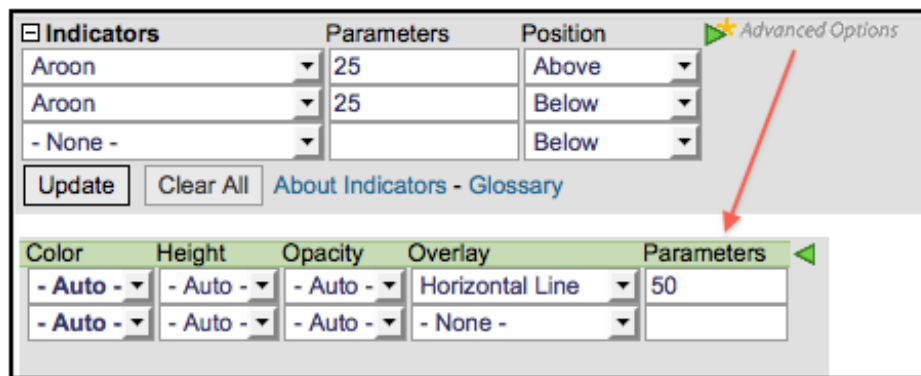 Indicators Parameters Position Advanced Options
Aroon 25 Above
Aroon 25 Below
- None - Below
Update Clear All About Indicators - Glossary
Color Height Opacity Overlay Parameters
- Auto - - Auto - - Auto - Horizontal Line 50
- Auto - - Auto - - Auto - - None -